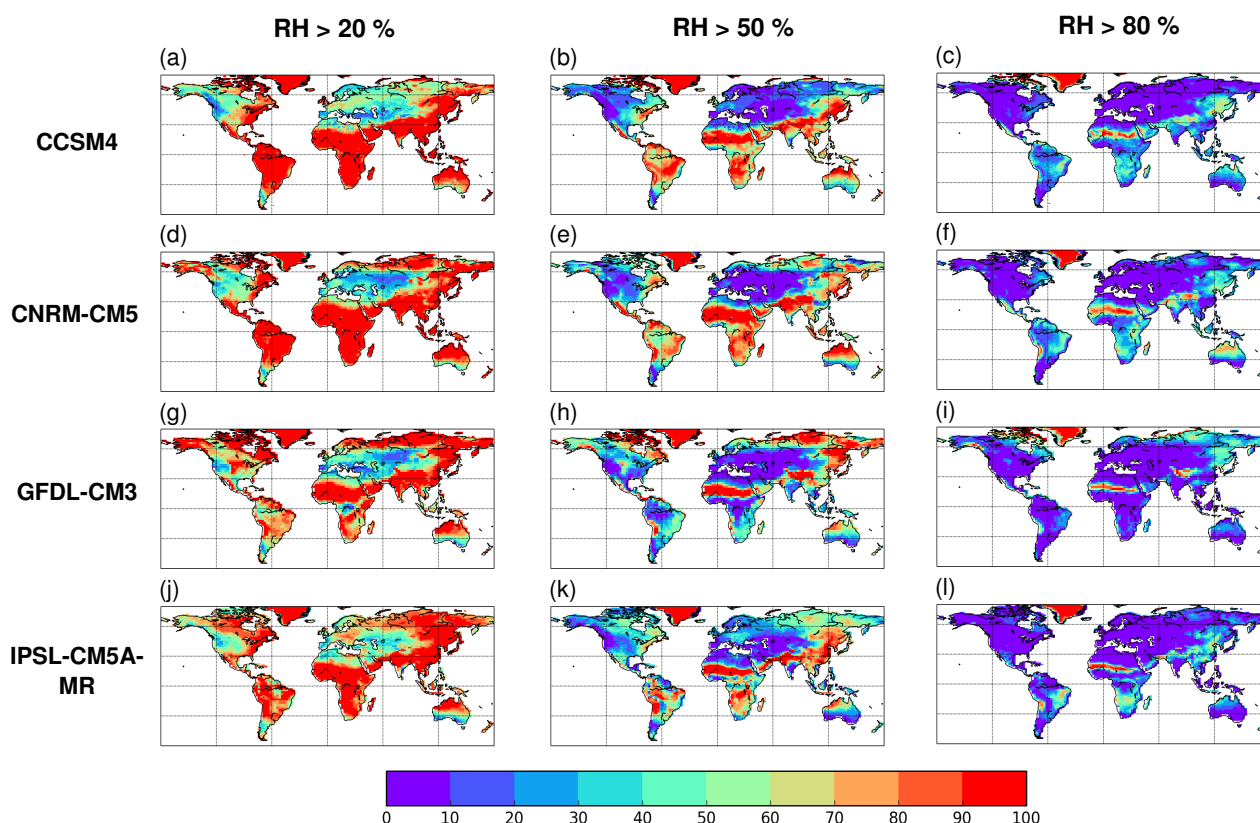 RH > 20 %
RH > 50 %
RH > 80 %
(a)
(b)
(c)
CCSM4
(d)
(e)
(f)
CNRM-CM5
(g)
(h)
(i)
GFDL-CM3
(j)
(k)
(l)
IPSL-CM5A-
MR
0 10 20 30 40 50 60 70 80 90 100